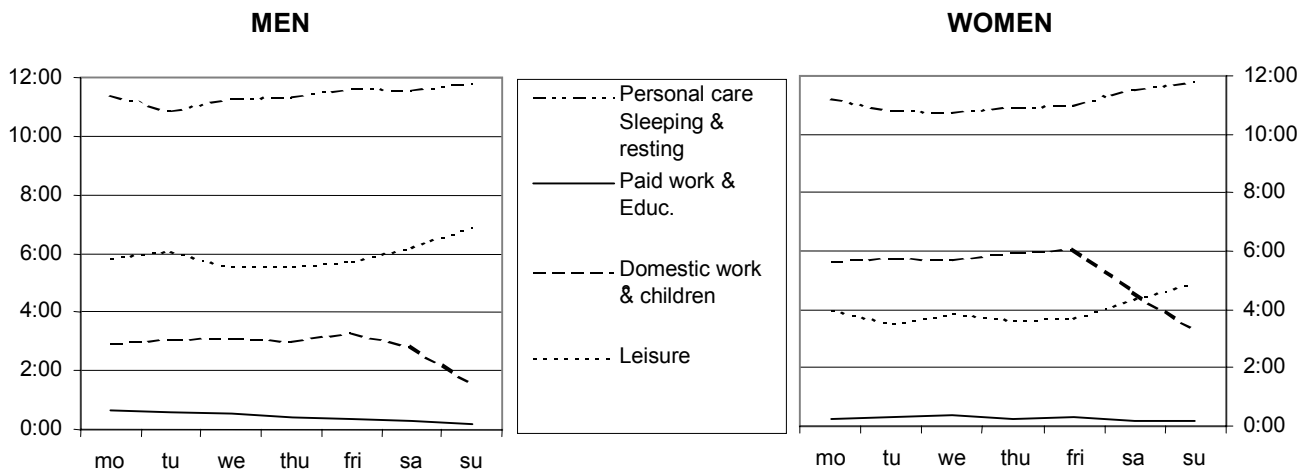 MEN
WOMEN
12:00
10:00
8:00
6:00
4:00
2:00
0:00
mo tu we thu fri sa su
Personal care
Sleeping &
resting
Paid work &
Educ.
Domestic work
& children
Leisure
12:00
10:00
8:00
6:00
4:00
2:00
0:00
mo tu we thu fri sa su